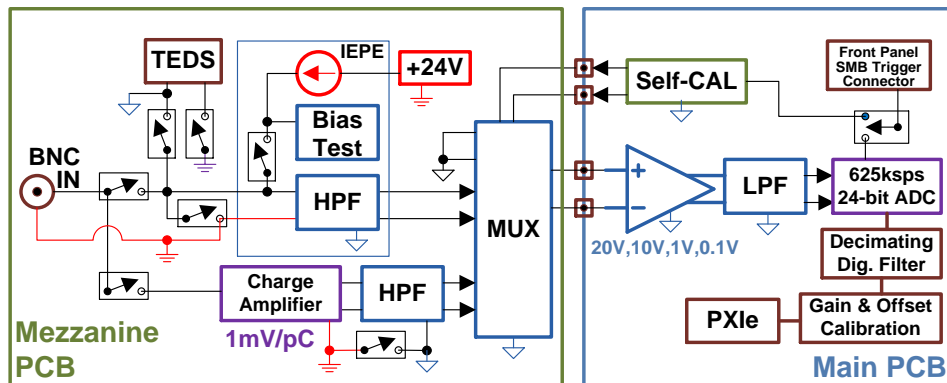 TEDS
IEPE
+24V
Bias
Test
BNC
IN
HPF
MUX
Charge
Amplifier
1mV/pC
HPF
Mezzanine
PCB
Self-CAL
Front Panel
SMB Trigger
Connector
LPF
625ksps
24-bit ADC
20V,10V,1V,0.1V
Decimating
Dig. Filter
PXIe
Gain & Offset
Calibration
Main PCB